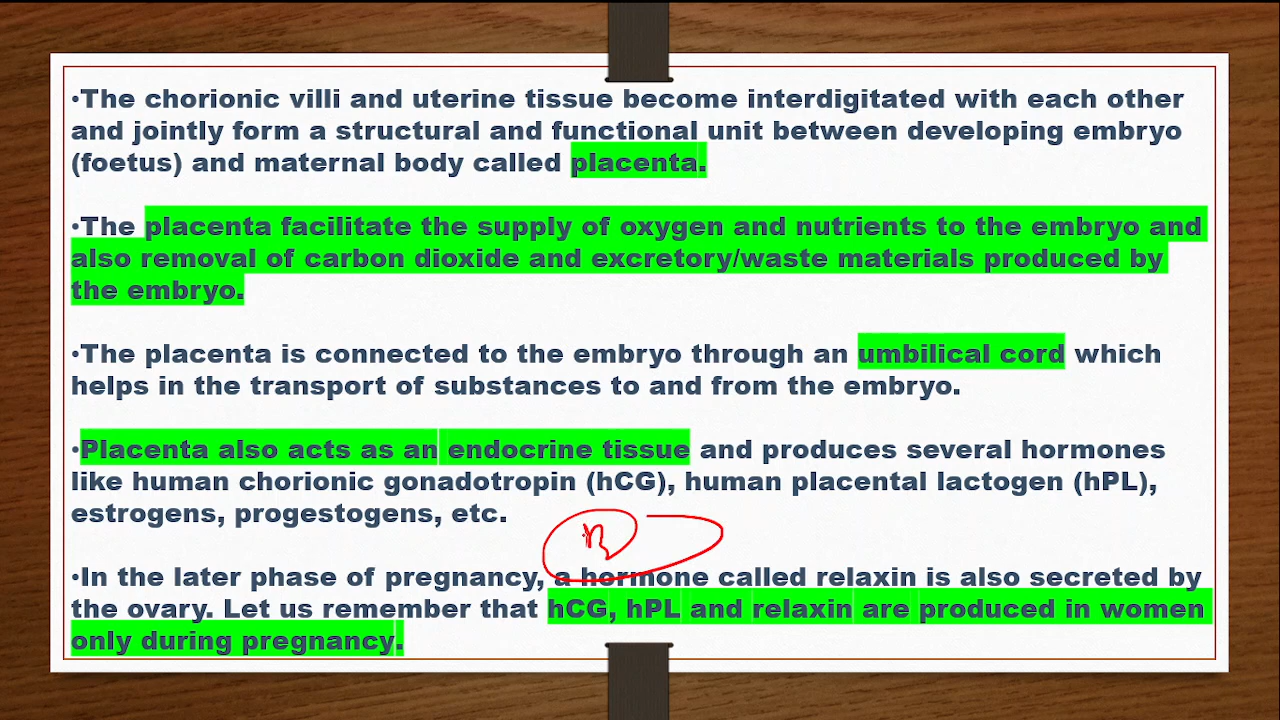 •The chorionic villi and uterine tissue become interdigitated with each other
and jointly form a structural and functional unit between developing embryo
(foetus) and maternal body called placenta.
•The placenta facilitate the supply of oxygen and nutrients to the embryo and
also removal of carbon dioxide and excretory/waste materials produced by
the embryo.
•The placenta is connected to the embryo through an umbilical cord which
helps in the transport of substances to and from the embryo.
•Placenta also acts as an endocrine tissue and produces several hormones
like human chorionic gonadotropin (hCG), human placental lactogen (hPL),
estrogens, progestogens, etc.
•In the later phase of pregnancy, a hormone called relaxin is also secreted by
the ovary. Let us remember that hCG, hPL and relaxin are produced in women
only during pregnancy.